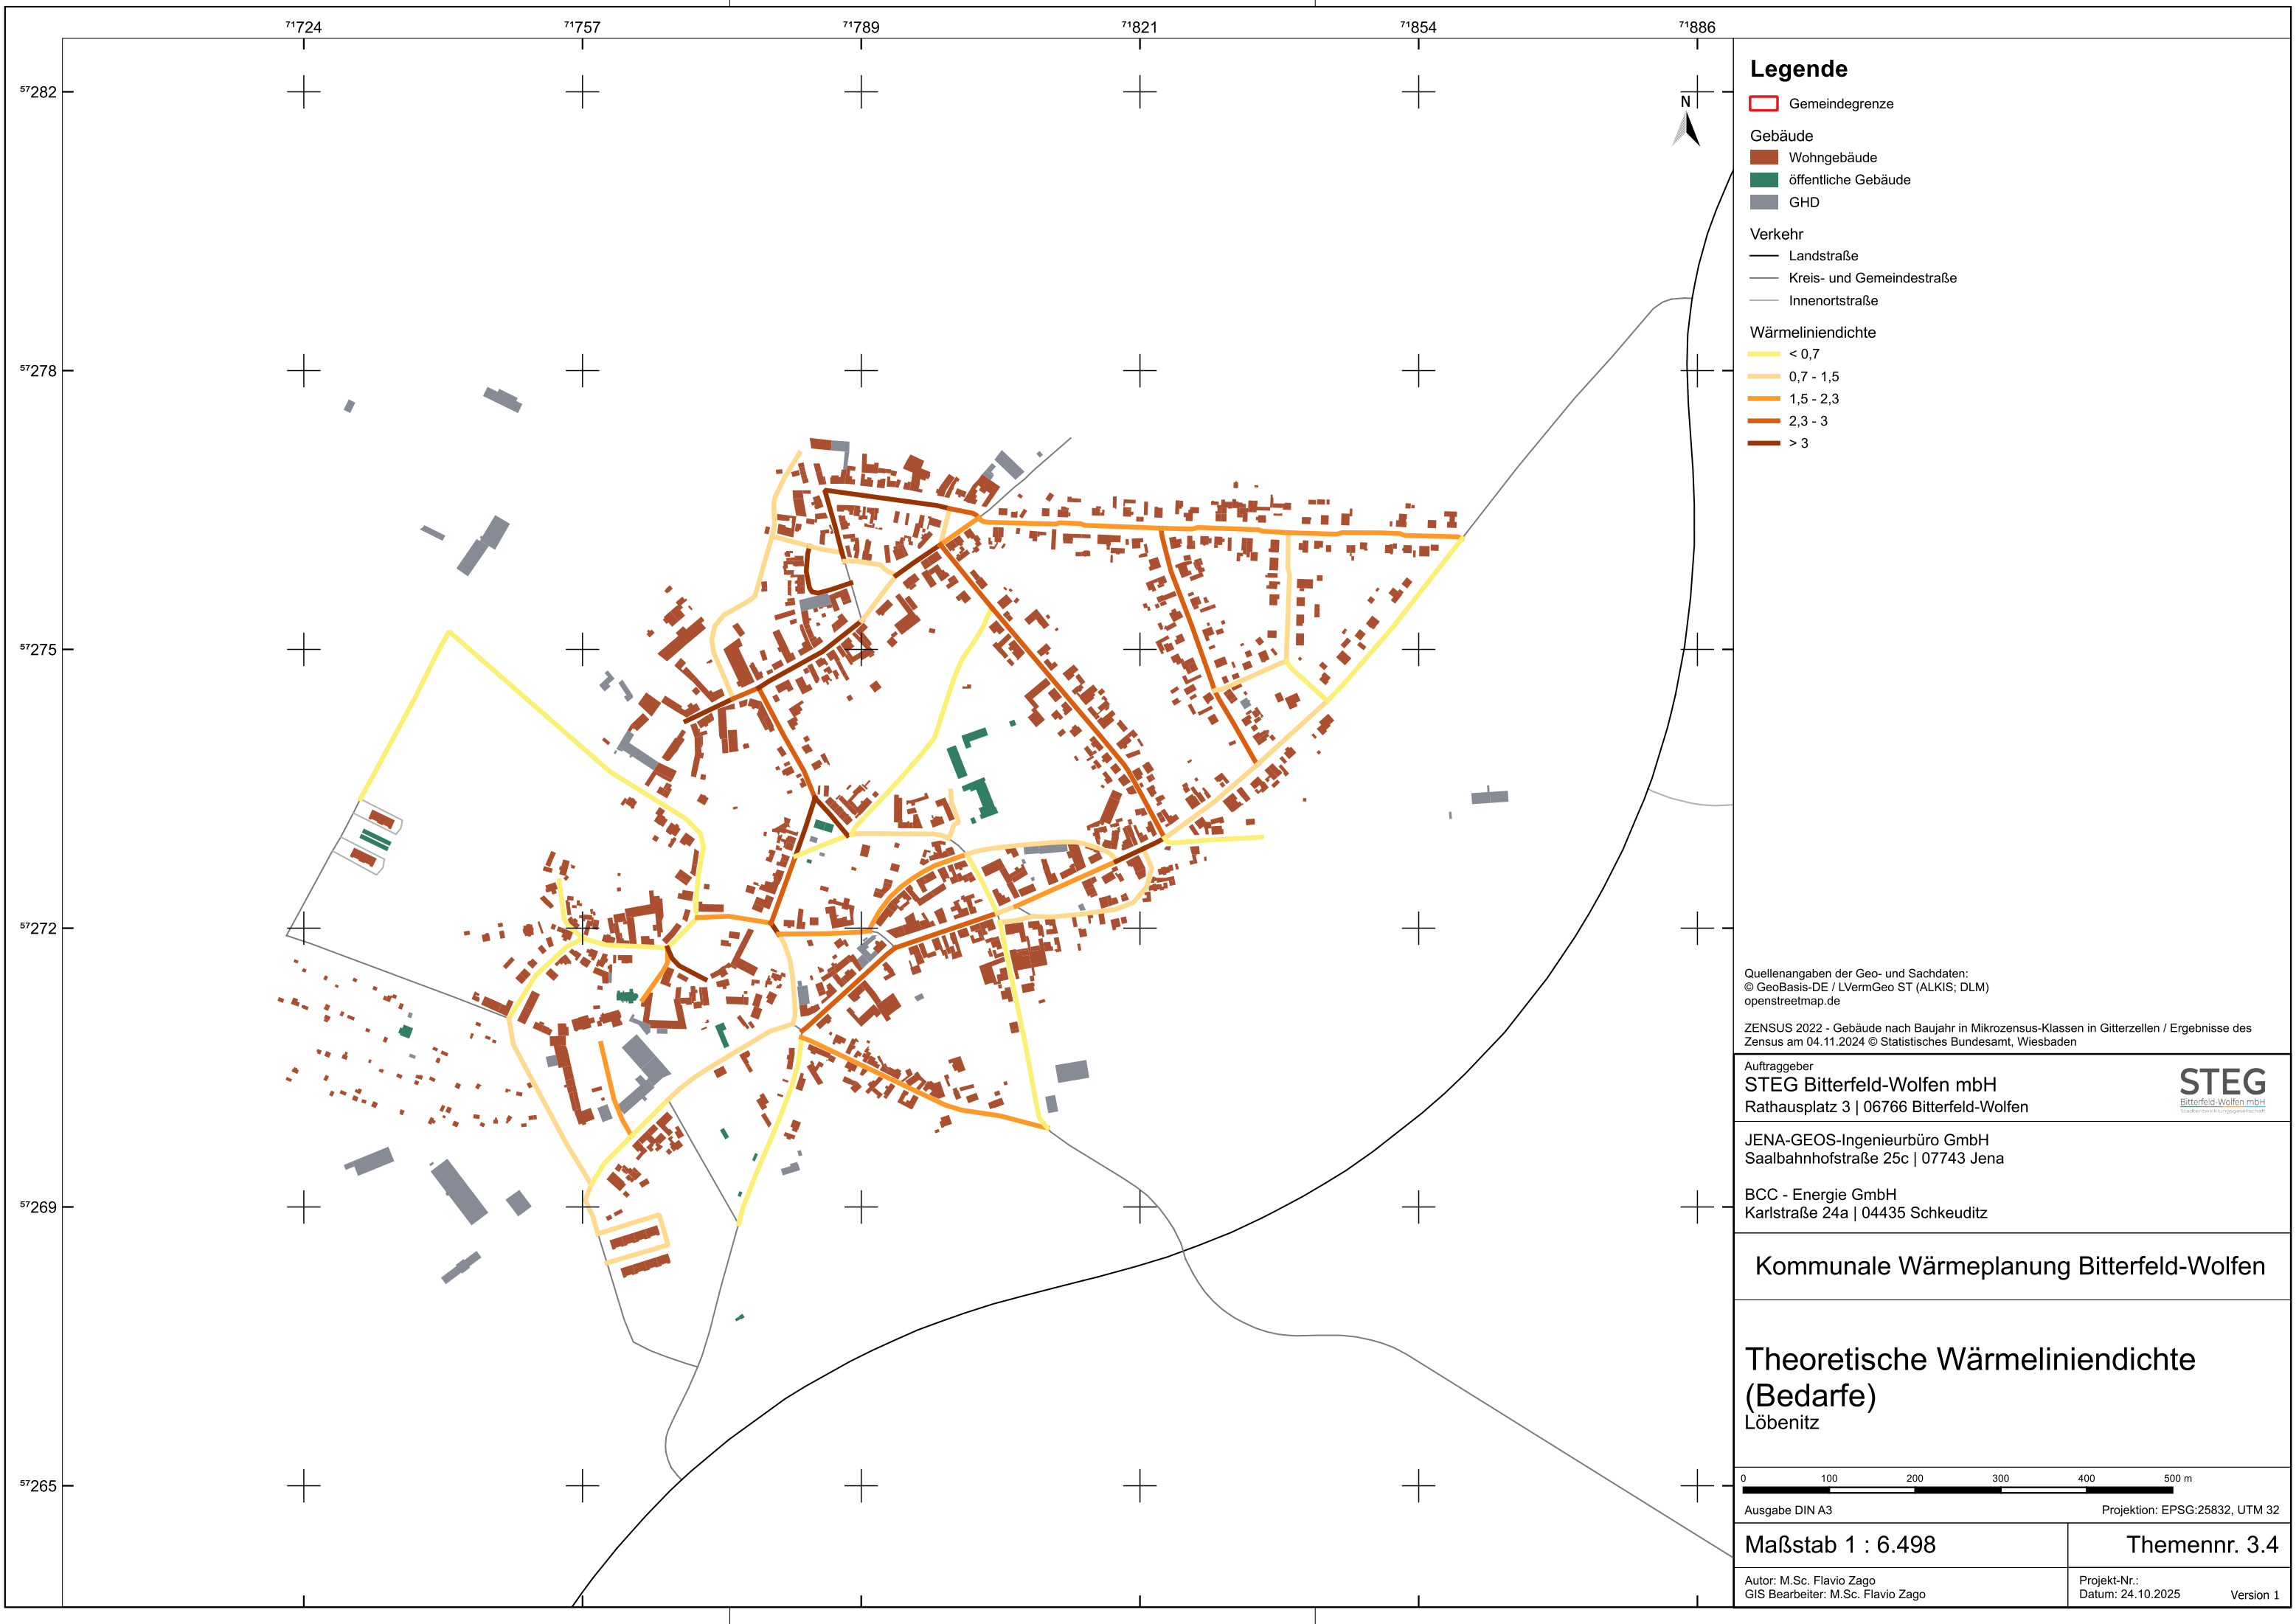 ⁷¹724 ⁷¹757 ⁷¹789 ⁷¹821 ⁷¹854 ⁷¹886
⁵⁷282
⁵⁷278
⁵⁷275
⁵⁷272
⁵⁷269
⁵⁷265
N
Legende
Gemeindegrenze
Gebäude
Wohngebäude
öffentliche Gebäude
GHD
Verkehr
Landstraße
Kreis- und Gemeindestraße
Innenortstraße
Wärmeliniendichte
< 0,7
0,7 - 1,5
1,5 - 2,3
2,3 - 3
> 3
Quellenangaben der Geo- und Sachdaten:
© GeoBasis-DE / LVermGeo ST (ALKIS; DLM)
openstreetmap.de
ZENSUS 2022 - Gebäude nach Baujahr in Mikrozensus-Klassen in Gitterzellen / Ergebnisse des
Zensus am 04.11.2024 © Statistisches Bundesamt, Wiesbaden
Auftraggeber
STEG Bitterfeld-Wolfen mbH
Rathausplatz 3 | 06766 Bitterfeld-Wolfen
STEG
Bitterfeld-Wolfen mbH
Stadtentwicklungsgesellschaft
JENA-GEOS-Ingenieurbüro GmbH
Saalbahnhofstraße 25c | 07743 Jena
BCC - Energie GmbH
Karlstraße 24a | 04435 Schkeuditz
Kommunale Wärmeplanung Bitterfeld-Wolfen
Theoretische Wärmeliniendichte
(Bedarfe)
Löbenitz
0 100 200 300 400 500 m
Ausgabe DIN A3 Projektion: EPSG:25832, UTM 32
Maßstab 1 : 6.498 Themennr. 3.4
Autor: M.Sc. Flavio Zago
GIS Bearbeiter: M.Sc. Flavio Zago
Projekt-Nr.:
Datum: 24.10.2025 Version 1